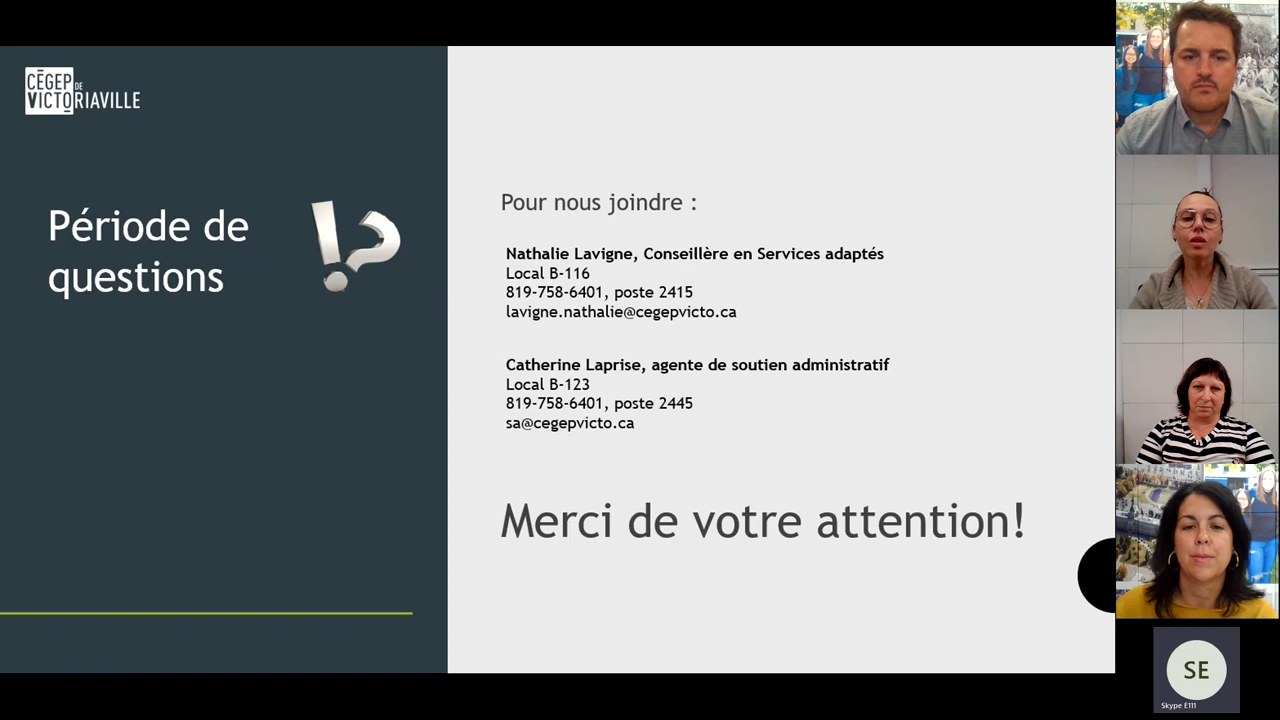 CÉGEP
DE
VICTORIAVILLE
Période de
questions
!?
Pour nous joindre :
Nathalie Lavigne, Conseillère en Services adaptés
Local B-116
819-758-6401, poste 2415
lavigne.nathalie@cegepvicto.ca
Catherine Laprise, agente de soutien administratif
Local B-123
819-758-6401, poste 2445
sa@cegepvicto.ca
Merci de votre attention!
SE
Skype E111